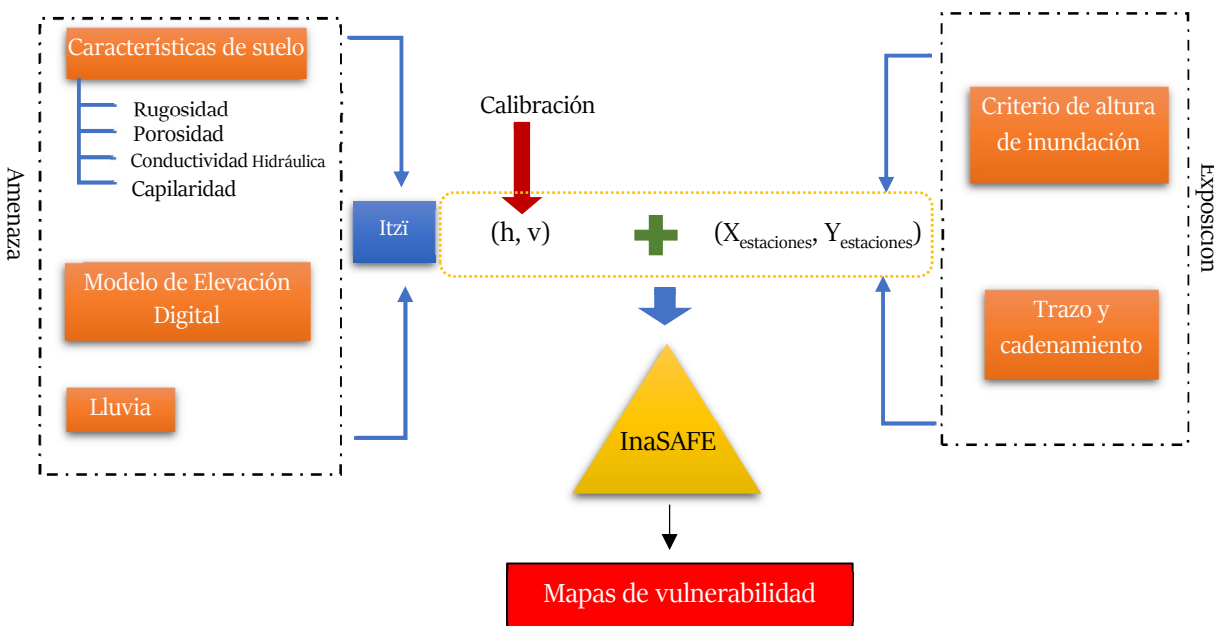 Amenaza
Características de suelo
Rugosidad
Porosidad
Conductividad Hidráulica
Capilaridad
Modelo de Elevación
Digital
Lluvia
Calibración
Itzï
(h, v)
(Xestaciones, Yestaciones)
InaSAFE
Mapas de vulnerabilidad
Criterio de altura
de inundación
Trazo y
cadenamiento
Exposicion